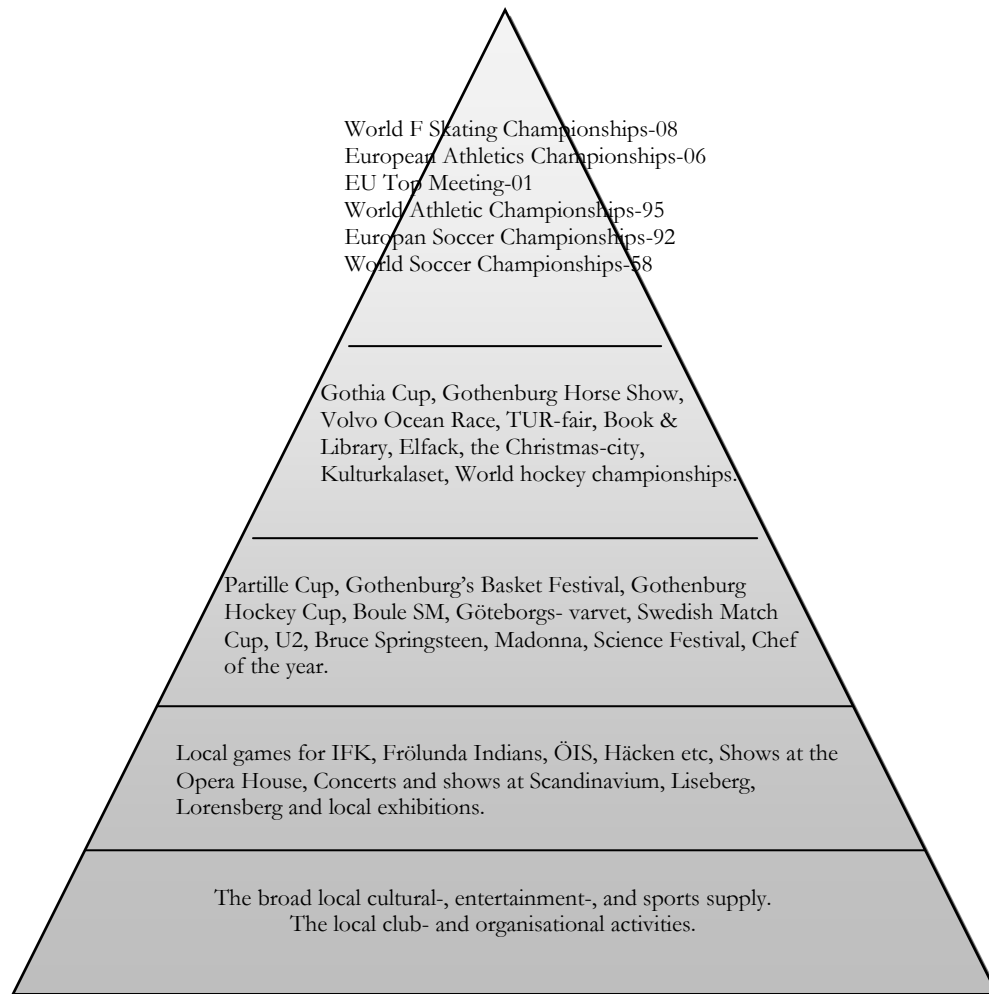 World F Skating Championships-08
European Athletics Championships-06
EU Top Meeting-01
World Athletic Championships-95
Europan Soccer Championships-92
World Soccer Championships-58
Gothia Cup, Gothenburg Horse Show,
Volvo Ocean Race, TUR-fair, Book &
Library, Elfack, the Christmas-city,
Kulturkalaset, World hockey championships.
Partille Cup, Gothenburg’s Basket Festival, Gothenburg
Hockey Cup, Boule SM, Göteborgs- varvet, Swedish Match
Cup, U2, Bruce Springsteen, Madonna, Science Festival, Chef
of the year.
Local games for IFK, Frölunda Indians, ÖIS, Häcken etc, Shows at the
Opera House, Concerts and shows at Scandinavium, Liseberg,
Lorensberg and local exhibitions.
The broad local cultural-, entertainment-, and sports supply.
The local club- and organisational activities.